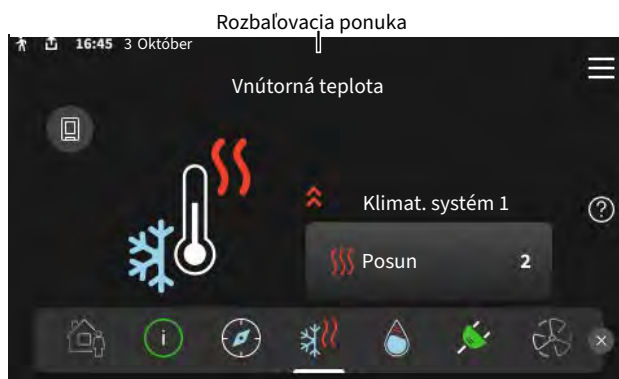 Rozbaľovacia ponuka
16:45 3 Október
Vnútorná teplota
Klimat. systém 1
Posun 2